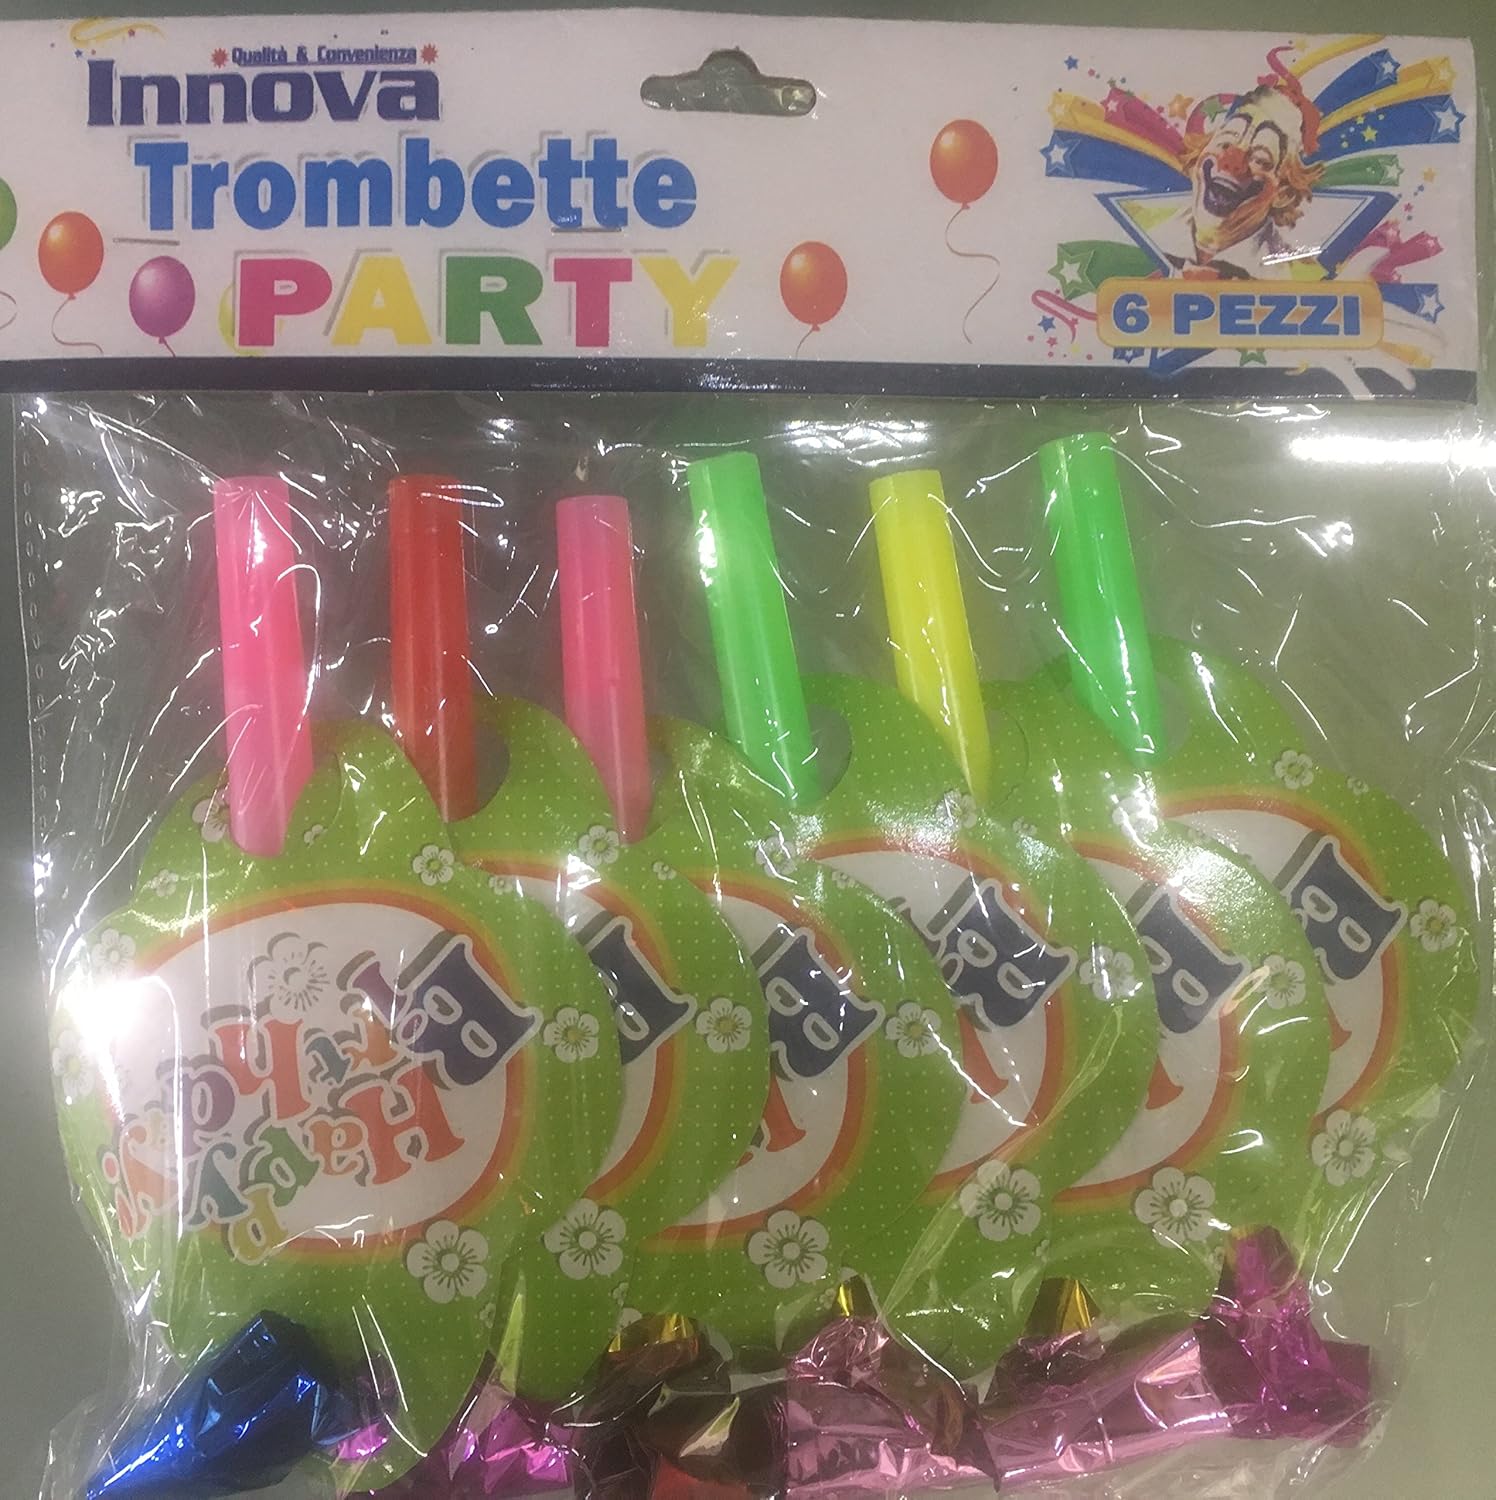 Qualità & Convenienza
Innova
Trombette
PARTY
6 PEZZI
Happy
B
B
B
B
B
B